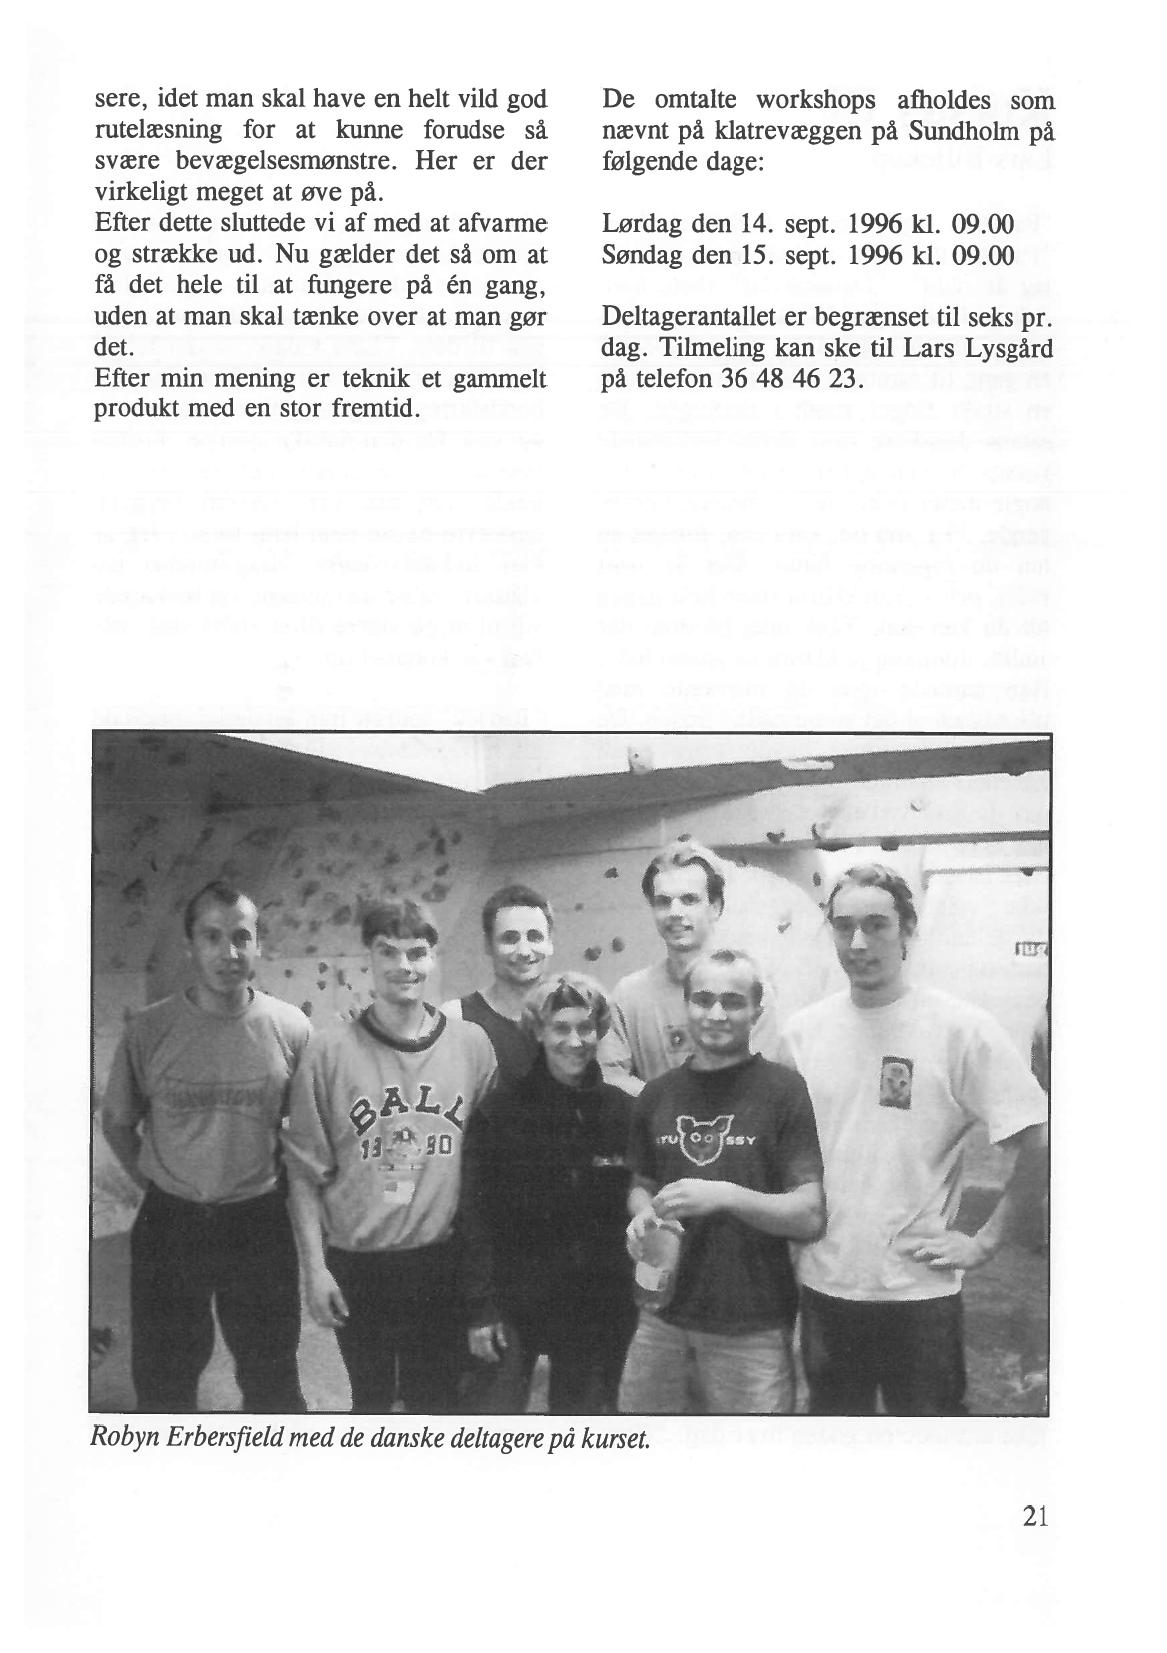 sere, idet man skal have en helt vild god
rutelæsning for at kunne forudse så
svære bevægelsesmønstre. Her er der
virkeligt meget at øve på.
Efter dette sluttede vi af med at afvarme
og strække ud. Nu gælder det så om at
få det hele til at fungere på én gang,
uden at man skal tænke over at man gør
det.
Efter min mening er teknik et gammelt
produkt med en stor fremtid.
De omtalte workshops afholdes som
nævnt på klatrevæggen på Sundholm på
følgende dage:
Lørdag den 14. sept. 1996 kl. 09.00
Søndag den 15. sept. 1996 kl. 09.00
Deltagerantallet er begrænset til seks pr.
dag. Tilmeling kan ske til Lars Lysgård
på telefon 36 48 46 23.
BALL
1990
Robyn Erbersfield med de danske deltagere på kurset.
21